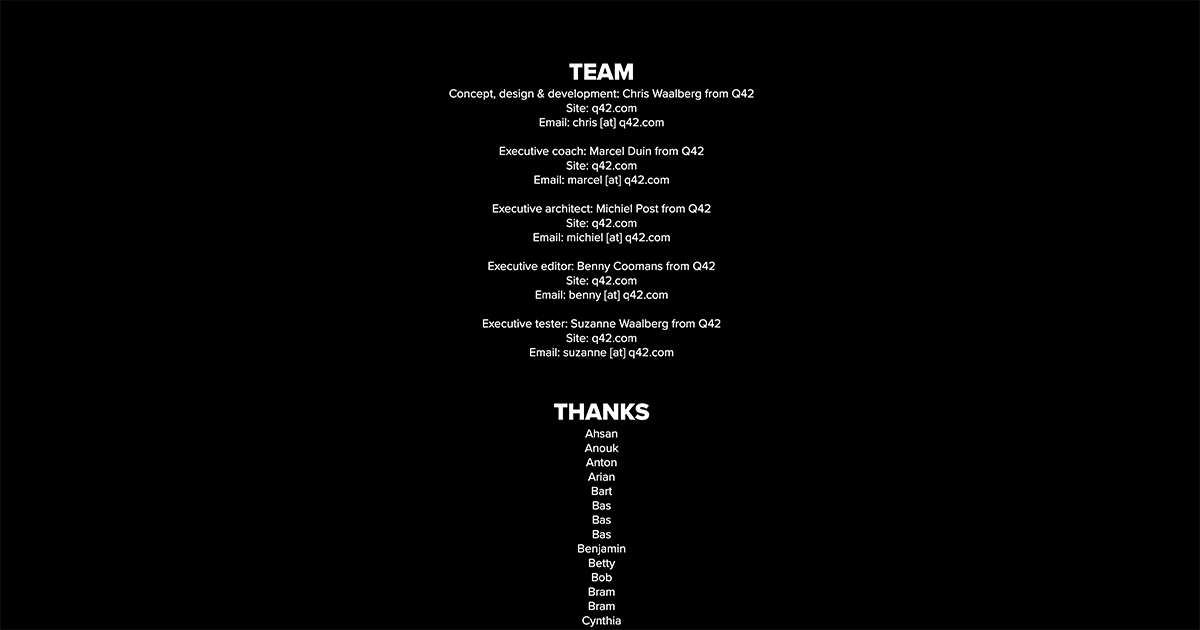 TEAM
Concept, design & development: Chris Waalberg from Q42
Site: q42.com
Email: chris [at] q42.com
Executive coach: Marcel Duin from Q42
Site: q42.com
Email: marcel [at] q42.com
Executive architect: Michiel Post from Q42
Site: q42.com
Email: michiel [at] q42.com
Executive editor: Benny Coomans from Q42
Site: q42.com
Email: benny [at] q42.com
Executive tester: Suzanne Waalberg from Q42
Site: q42.com
Email: suzanne [at] q42.com
THANKS
Ahsan
Anouk
Anton
Arian
Bart
Bas
Bas
Bas
Benjamin
Betty
Bob
Bram
Bram
Cynthia